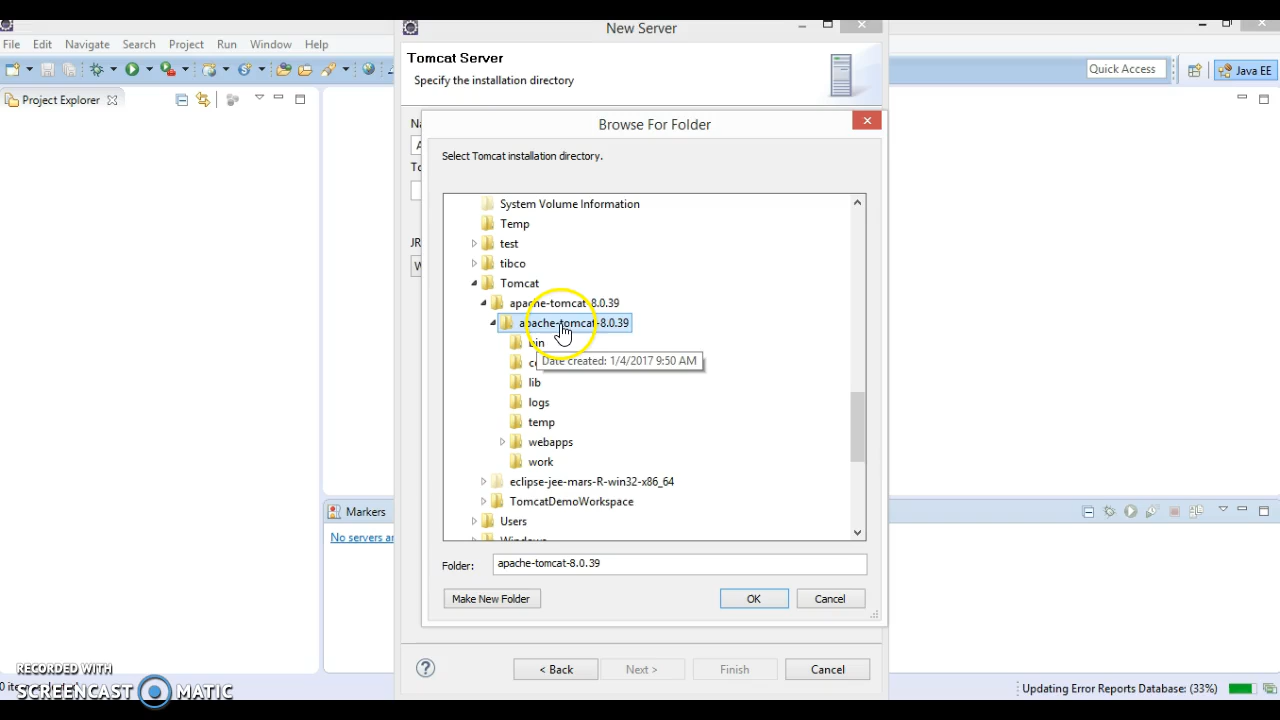 New Server
File Edit Navigate Search Project Run Window Help
Tomcat Server
Specify the installation directory
Quick Access
Java EE
Project Explorer
Browse For Folder
Select Tomcat installation directory.
System Volume Information
Temp
test
tibco
Tomcat
apache-tomcat-8.0.39
apache-tomcat-8.0.39
bin
Date created: 1/4/2017 9:50 AM
lib
logs
temp
webapps
work
eclipse-jee-mars-R-win32-x86_64
TomcatDemoWorkspace
Users
Windows
Markers
No servers
Folder: apache-tomcat-8.0.39
Make New Folder OK Cancel
< Back Next > Finish Cancel
RECORDED WITH
SCREENCAST MATIC
Updating Error Reports Database: (33%)